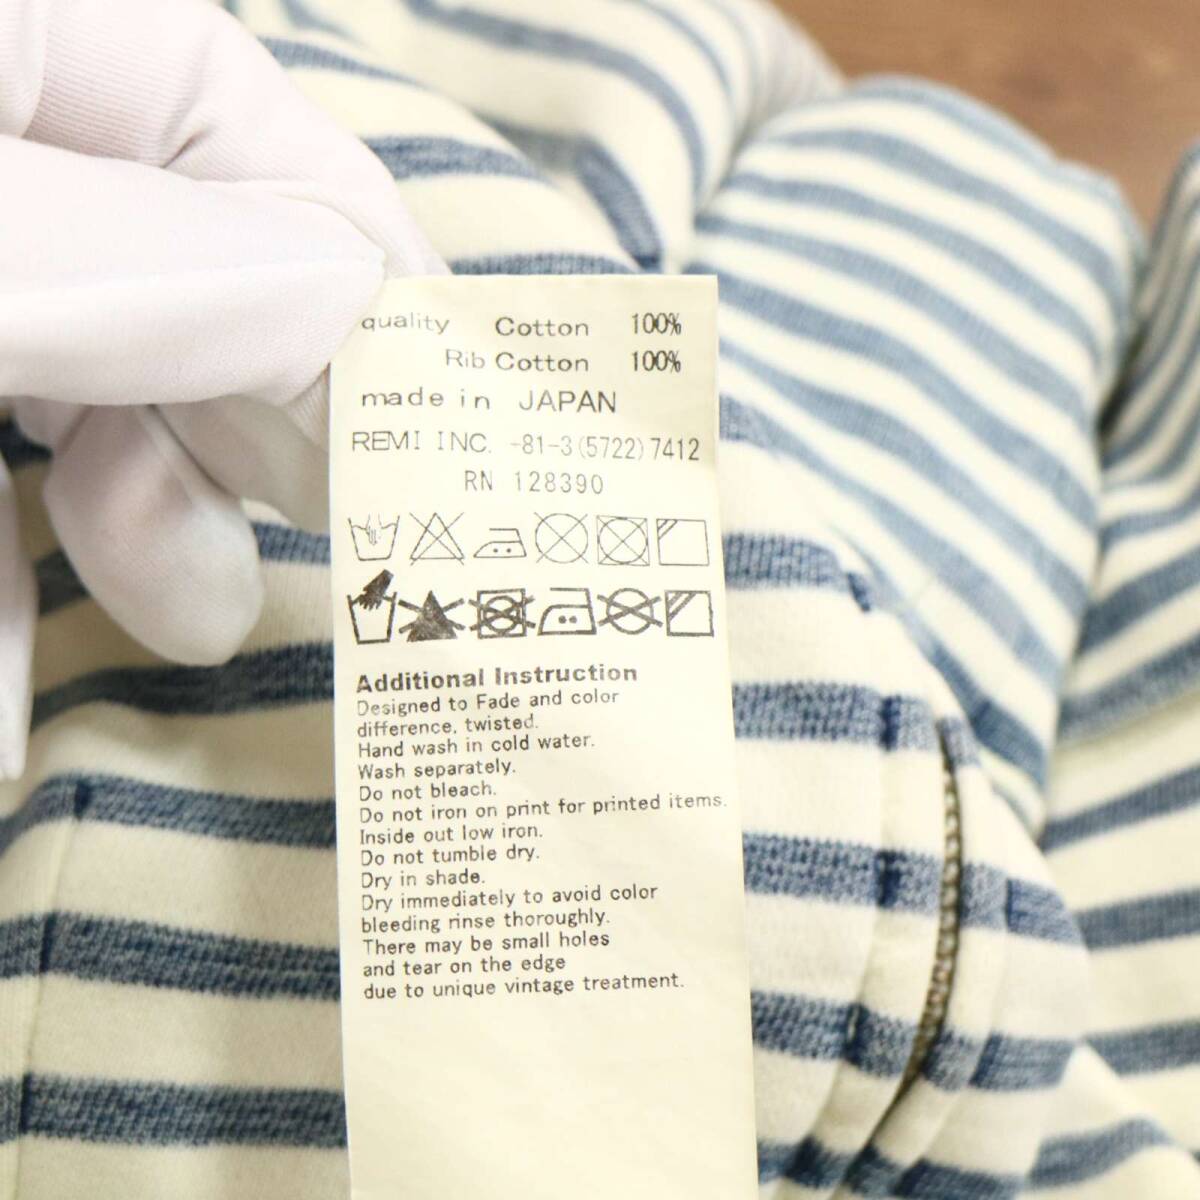 quality Cotton 100%
Rib Cotton 100%
made in JAPAN
REMI INC. -81-3(5722)7412
RN 128390
Additional Instruction
Designed to Fade and color
difference, twisted.
Hand wash in cold water.
Wash separately.
Do not bleach.
Do not iron on print for printed items.
Inside out low iron.
Do not tumble dry.
Dry in shade.
Dry immediately to avoid color
bleeding rinse thoroughly.
There may be small holes
and tear on the edge
due to unique vintage treatment.